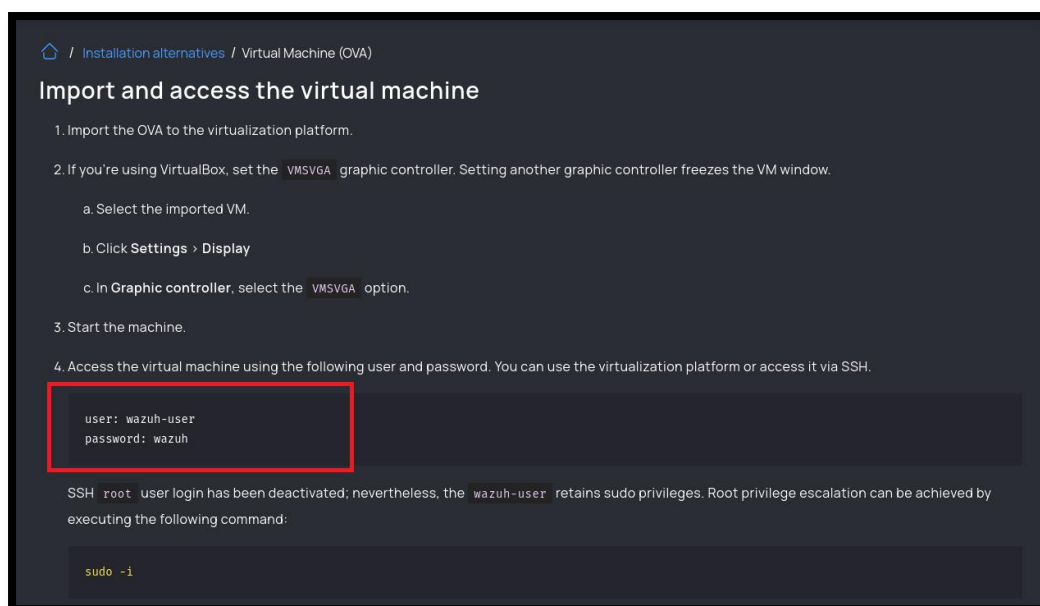 / Installation alternatives / Virtual Machine (OVA)
Import and access the virtual machine
1. Import the OVA to the virtualization platform.
2. If you're using VirtualBox, set the VMSVGA graphic controller. Setting another graphic controller freezes the VM window.
a. Select the imported VM.
b. Click Settings > Display
c. In Graphic controller, select the VMSVGA option.
3. Start the machine.
4. Access the virtual machine using the following user and password. You can use the virtualization platform or access it via SSH.
user: wazuh-user
password: wazuh
SSH root user login has been deactivated; nevertheless, the wazuh-user retains sudo privileges. Root privilege escalation can be achieved by
executing the following command:
sudo -i